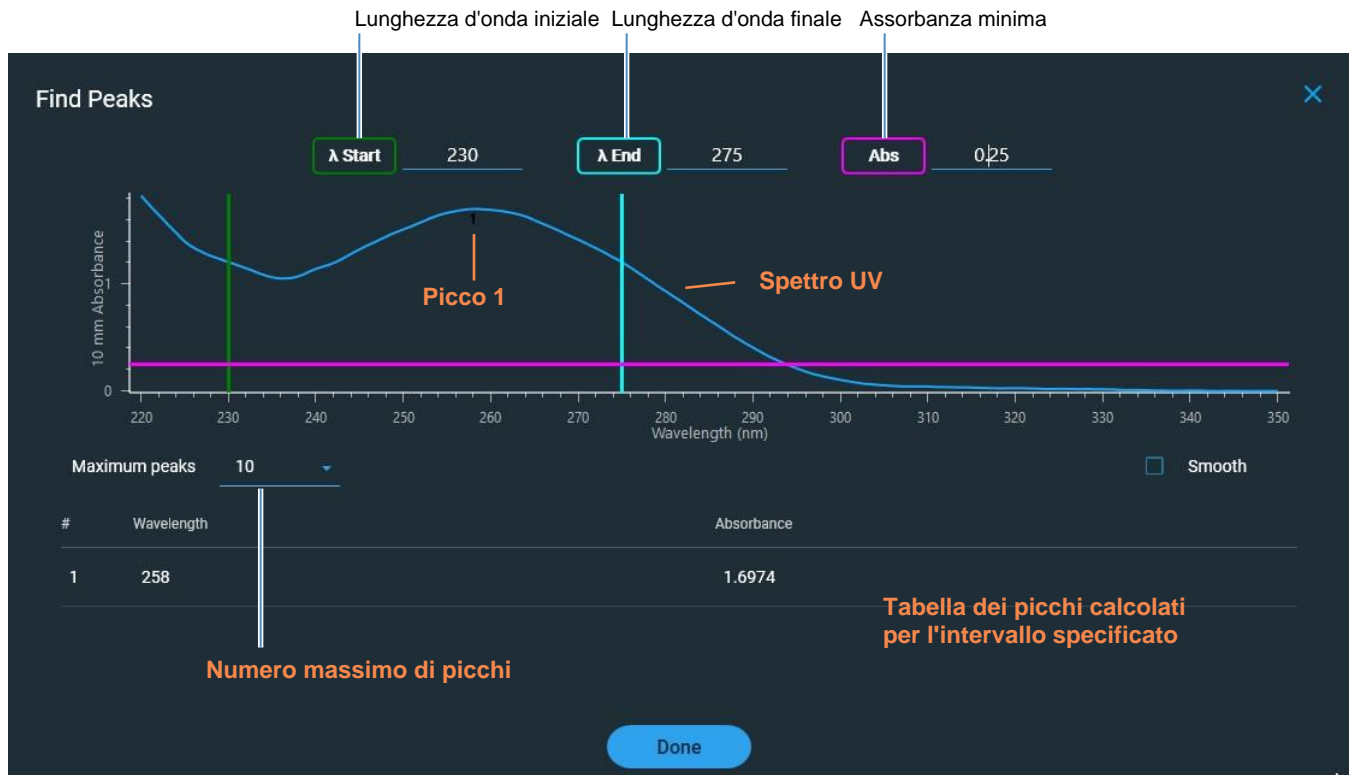 Lunghezza d'onda iniziale Lunghezza d'onda finale Assorbanza minima
Find Peaks
λ Start 230 λ End 275 Abs 0.25
10 mm Absorbance
1
0
1
Picco 1
Spettro UV
220 230 240 250 260 270 280 290 300 310 320 330 340 350
Wavelength (nm)
Maximum peaks 10 Smooth
# Wavelength Absorbance
1 258 1.6974
Tabella dei picchi calcolati
per l'intervallo specificato
Numero massimo di picchi
Done